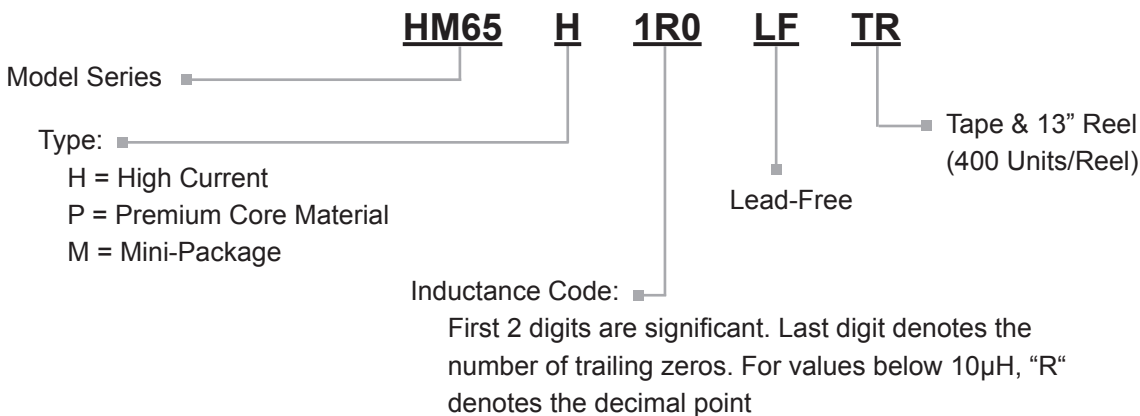 HM65 H 1R0 LF TR
Model Series
Type:
H = High Current
P = Premium Core Material
M = Mini-Package
Tape & 13” Reel
(400 Units/Reel)
Lead-Free
Inductance Code:
First 2 digits are significant. Last digit denotes the
number of trailing zeros. For values below 10µH, “R“
denotes the decimal point